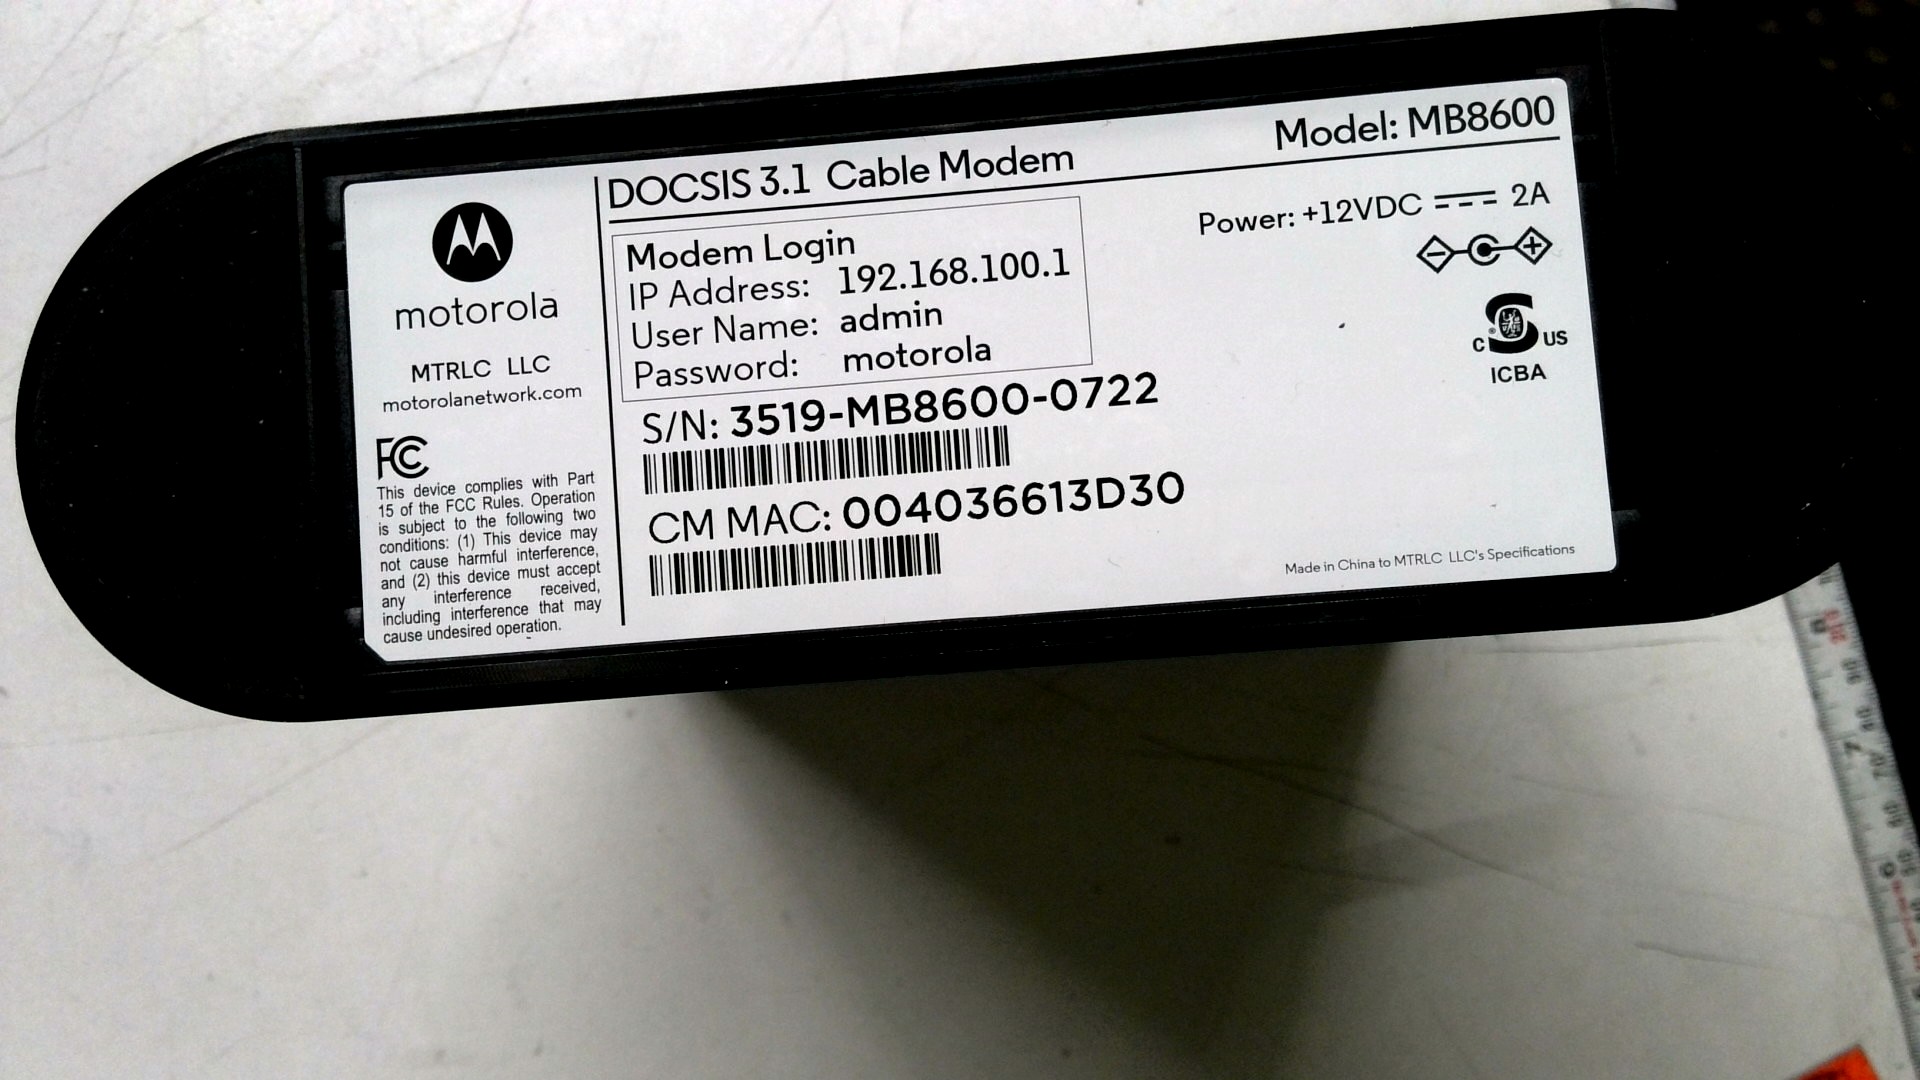 motorola
MTRLC LLC
motorolanetwork.com
FC
This device complies with Part
15 of the FCC Rules. Operation
is subject to the following two
conditions: (1) This device may
not cause harmful interference,
and (2) this device must accept
any interference received,
including interference that may
cause undesired operation.
DOCSIS 3.1 Cable Modem
Model: MB8600
Modem Login
IP Address: 192.168.100.1
User Name: admin
Password: motorola
S/N: 3519-MB8600-0722
CM MAC: 004036613D30
Power: +12VDC 2A
C US
ICBA
Made in China to MTRLC LLC's Specifications